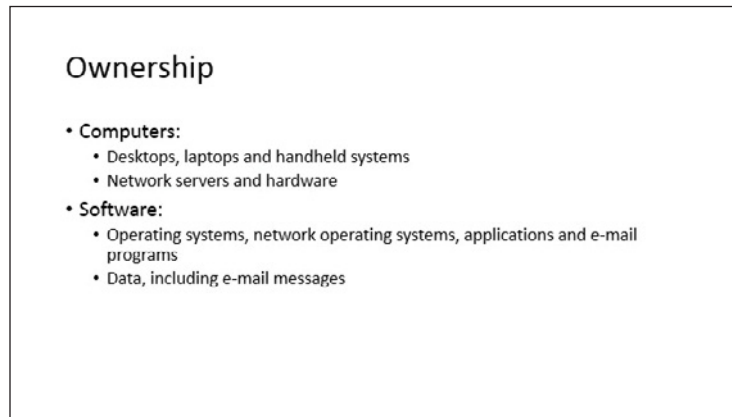 Ownership
• Computers:
• Desktops, laptops and handheld systems
• Network servers and hardware
• Software:
• Operating systems, network operating systems, applications and e-mail
programs
• Data, including e-mail messages